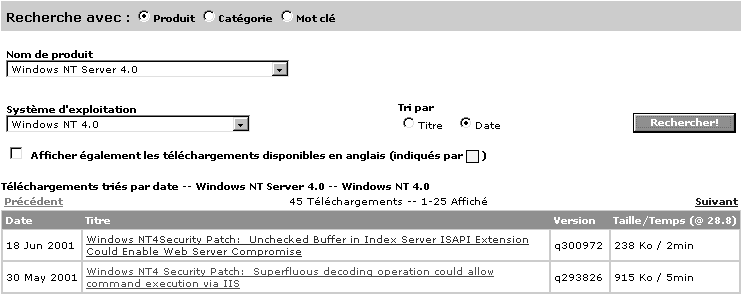 Recherche avec : Produit Catégorie Mot clé
Nom de produit
Windows NT Server 4.0
Système d'exploitation
Windows NT 4.0
Tri par
Titre Date
Rechercher!
Afficher également les téléchargements disponibles en anglais (indiqués par )
Téléchargements triés par date -- Windows NT Server 4.0 -- Windows NT 4.0
Précédent 45 Téléchargements -- 1-25 Affiché Suivant
Date Titre Version Taille/Temps (@ 28.8)
18 Jun 2001 Windows NT4Security Patch: Unchecked Buffer in Index Server ISAPI Extension q300972 238 Ko / 2min
Could Enable Web Server Compromise
30 May 2001 Windows NT4 Security Patch: Superfluous decoding operation could allow q293826 915 Ko / 5min
command execution via IIS